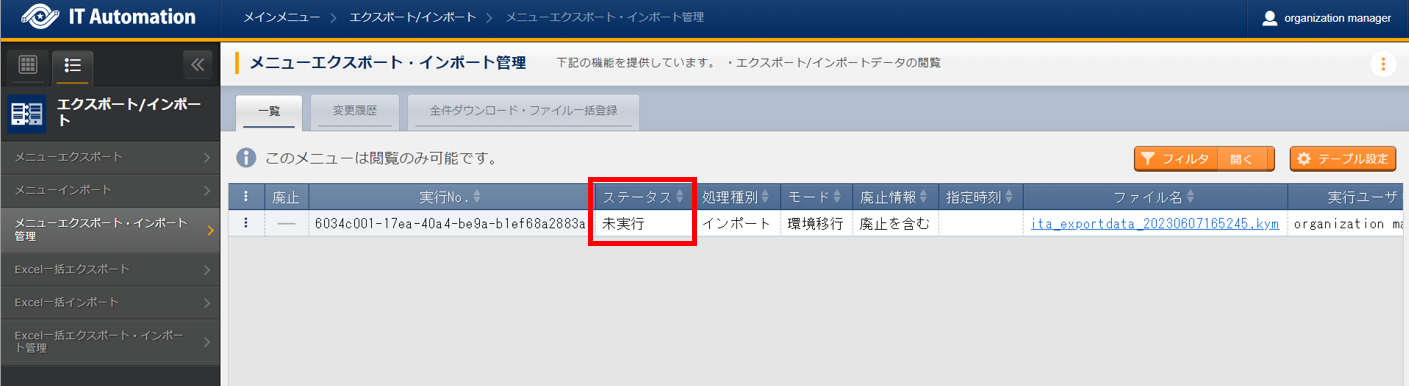 IT Automation
メインメニュー > エクスポート/インポート > メニューエクスポート・インポート管理
organization manager
エクスポート/インポー
ト
メニューエクスポート
メニューインポート
メニューエクスポート・インポート
管理
Excel一括エクスポート
Excel一括インポート
Excel一括エクスポート・インポー
ト管理
メニューエクスポート・インポート管理 下記の機能を提供しています。 ・エクスポート/インポートデータの閲覧
一覧 変更履歴 全件ダウンロード・ファイル一括登録
このメニューは閲覧のみ可能です。
フィルタ 開く テーブル設定
廃止 実行No. ステータス 処理種別 モード 廃止情報 指定時刻 ファイル名 実行ユーザ
6034c001-17ea-40a4-be9a-b1ef68a2883a 未実行 インポート 環境移行 廃止を含む ita_exportdata_20230607165245.kym organization ma